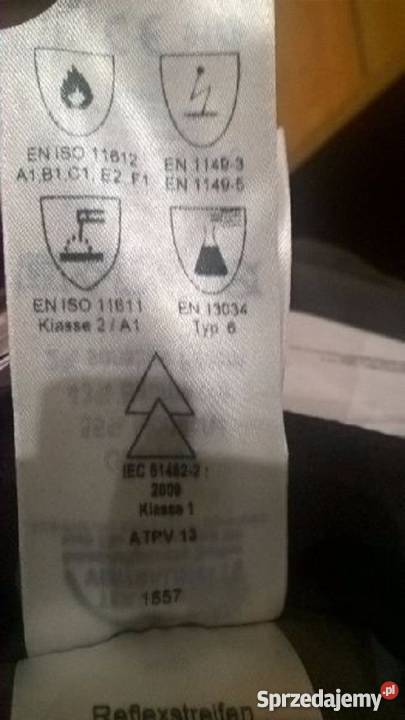 EN ISO 11612
A1,B1,C1, E2, F1
EN 1149-3
EN 1149-5
EN ISO 11611
Klasse 2 / A1
EN 13034
Typ 6
IEC 61482-2:
2009
Klasse 1
ATPV 13
1557
Reflexstreifen
Sprzedajemy.pl